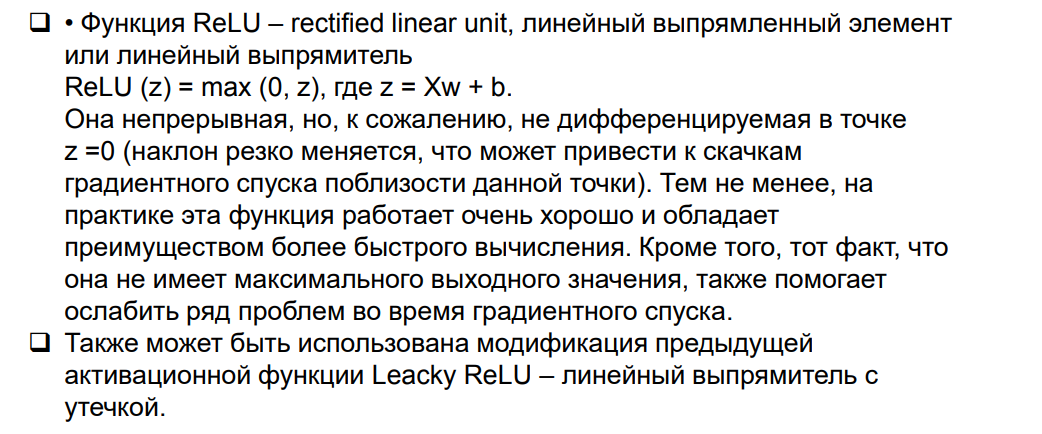 ❑ • Функция ReLU – rectified linear unit, линейный выпрямленный элемент
или линейный выпрямитель
ReLU (z) = max (0, z), где z = Xw + b.
Она непрерывная, но, к сожалению, не дифференцируемая в точке
z =0 (наклон резко меняется, что может привести к скачкам
градиентного спуска поблизости данной точки). Тем не менее, на
практике эта функция работает очень хорошо и обладает
преимуществом более быстрого вычисления. Кроме того, тот факт, что
она не имеет максимального выходного значения, также помогает
ослабить ряд проблем во время градиентного спуска.
❑ Также может быть использована модификация предыдущей
активационной функции Leacky ReLU – линейный выпрямитель с
утечкой.